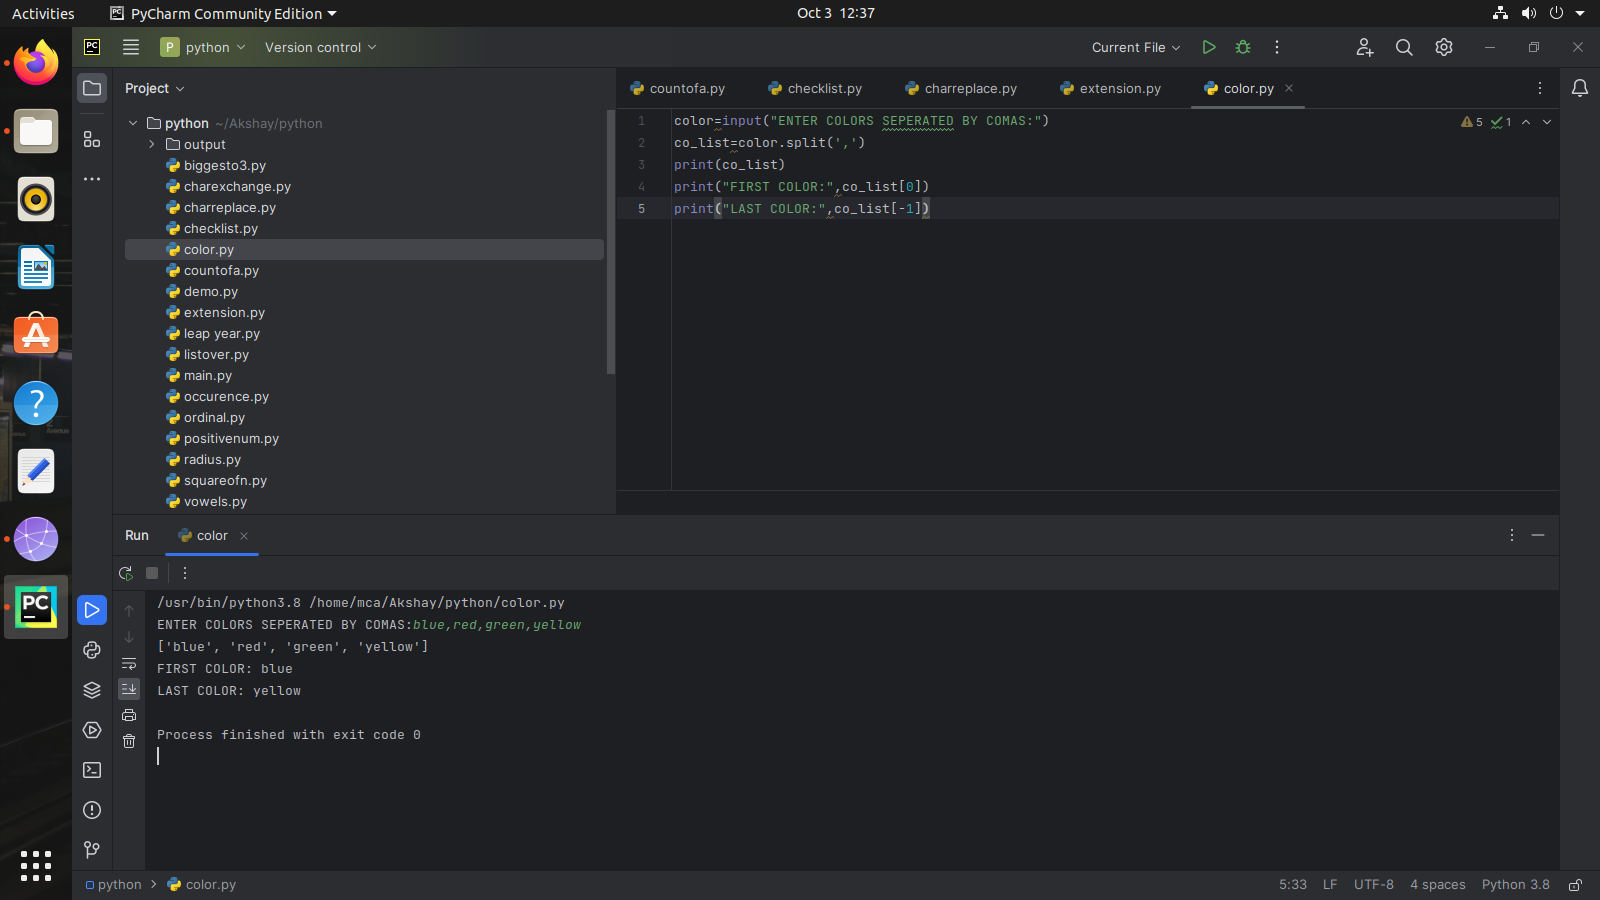 Activities PyCharm Community Edition Oct 3 12:37
PC P python Version control Current File
Project
countofa.py checklist.py charreplace.py extension.py color.py
python ~/Akshay/python
output
biggesto3.py
charexchange.py
charreplace.py
checklist.py
color.py
countofa.py
demo.py
extension.py
leap year.py
listover.py
main.py
occurence.py
ordinal.py
positivenum.py
radius.py
squareofn.py
vowels.py
1 color=input("ENTER COLORS SEPERATED BY COMAS:")
2 co_list=color.split(',')
3 print(co_list)
4 print("FIRST COLOR:",co_list[0])
5 print("LAST COLOR:",co_list[-1])
5 1
Run color
/usr/bin/python3.8 /home/mca/Akshay/python/color.py
ENTER COLORS SEPERATED BY COMAS:blue,red,green,yellow
['blue', 'red', 'green', 'yellow']
FIRST COLOR: blue
LAST COLOR: yellow
Process finished with exit code 0
PC
python color.py 5:33 LF UTF-8 4 spaces Python 3.8